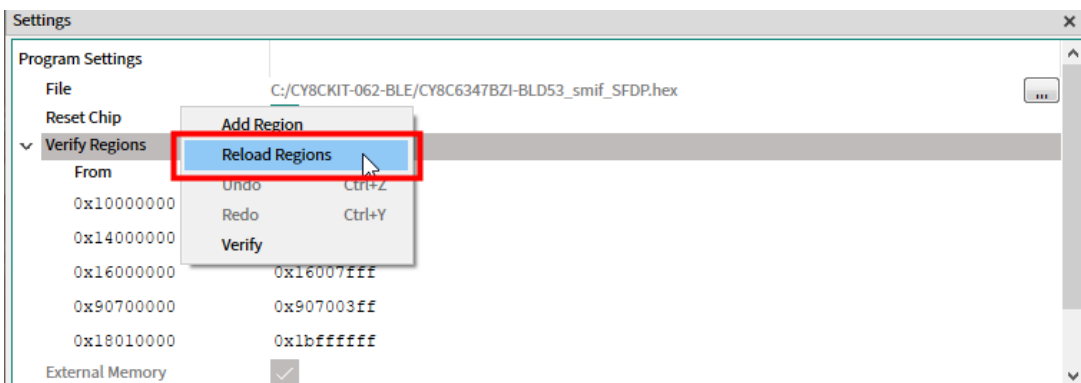 Settings
Program Settings
File C:/CY8CKIT-062-BLE/CY8C6347BZI-BLD53_smif_SFDP.hex ...
Reset Chip
Add Region
Verify Regions
Reload Regions
From
Undo Ctrl+Z
0x10000000
Redo Ctrl+Y
0x14000000
Verify
0x16000000 0x16007fff
0x90700000 0x907003ff
0x18010000 0x1bffffff
External Memory